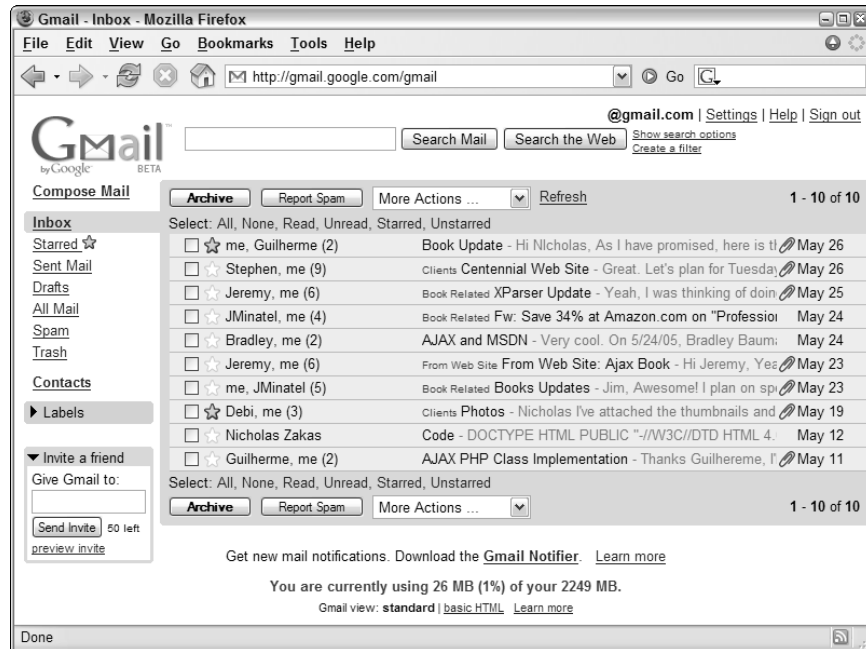 Gmail - Inbox - Mozilla Firefox
File Edit View Go Bookmarks Tools Help
http://gmail.google.com/gmail Go G
@gmail.com | Settings | Help | Sign out
Gmail™ by Google BETA
Search Mail Search the Web Show search options
Create a filter
Compose Mail
Inbox
Starred
Sent Mail
Drafts
All Mail
Spam
Trash
Contacts
Labels
Invite a friend
Give Gmail to:
Send Invite 50 left
preview invite
Archive Report Spam More Actions ... Refresh 1 - 10 of 10
Select: All, None, Read, Unread, Starred, Unstarred
me, Guilherme (2) Book Update - Hi NIcholas, As I have promised, here is th May 26
Stephen, me (9) Clients Centennial Web Site - Great. Let's plan for Tuesday May 26
Jeremy, me (6) Book Related XParser Update - Yeah, I was thinking of doin May 25
JMinatel, me (4) Book Related Fw: Save 34% at Amazon.com on "Profession May 24
Bradley, me (2) AJAX and MSDN - Very cool. On 5/24/05, Bradley Bauma May 24
Jeremy, me (6) From Web Site From Web Site: Ajax Book - Hi Jeremy, Yea May 23
me, JMinatel (5) Book Related Books Updates - Jim, Awesome! I plan on spe May 23
Debi, me (3) Clients Photos - Nicholas I've attached the thumbnails and May 19
Nicholas Zakas Code - DOCTYPE HTML PUBLIC "-//W3C//DTD HTML 4. May 12
Guilherme, me (2) AJAX PHP Class Implementation - Thanks Guilhereme, I' May 11
Select: All, None, Read, Unread, Starred, Unstarred
Archive Report Spam More Actions ... 1 - 10 of 10
Get new mail notifications. Download the Gmail Notifier. Learn more
You are currently using 26 MB (1%) of your 2249 MB.
Gmail view: standard | basic HTML Learn more
Done